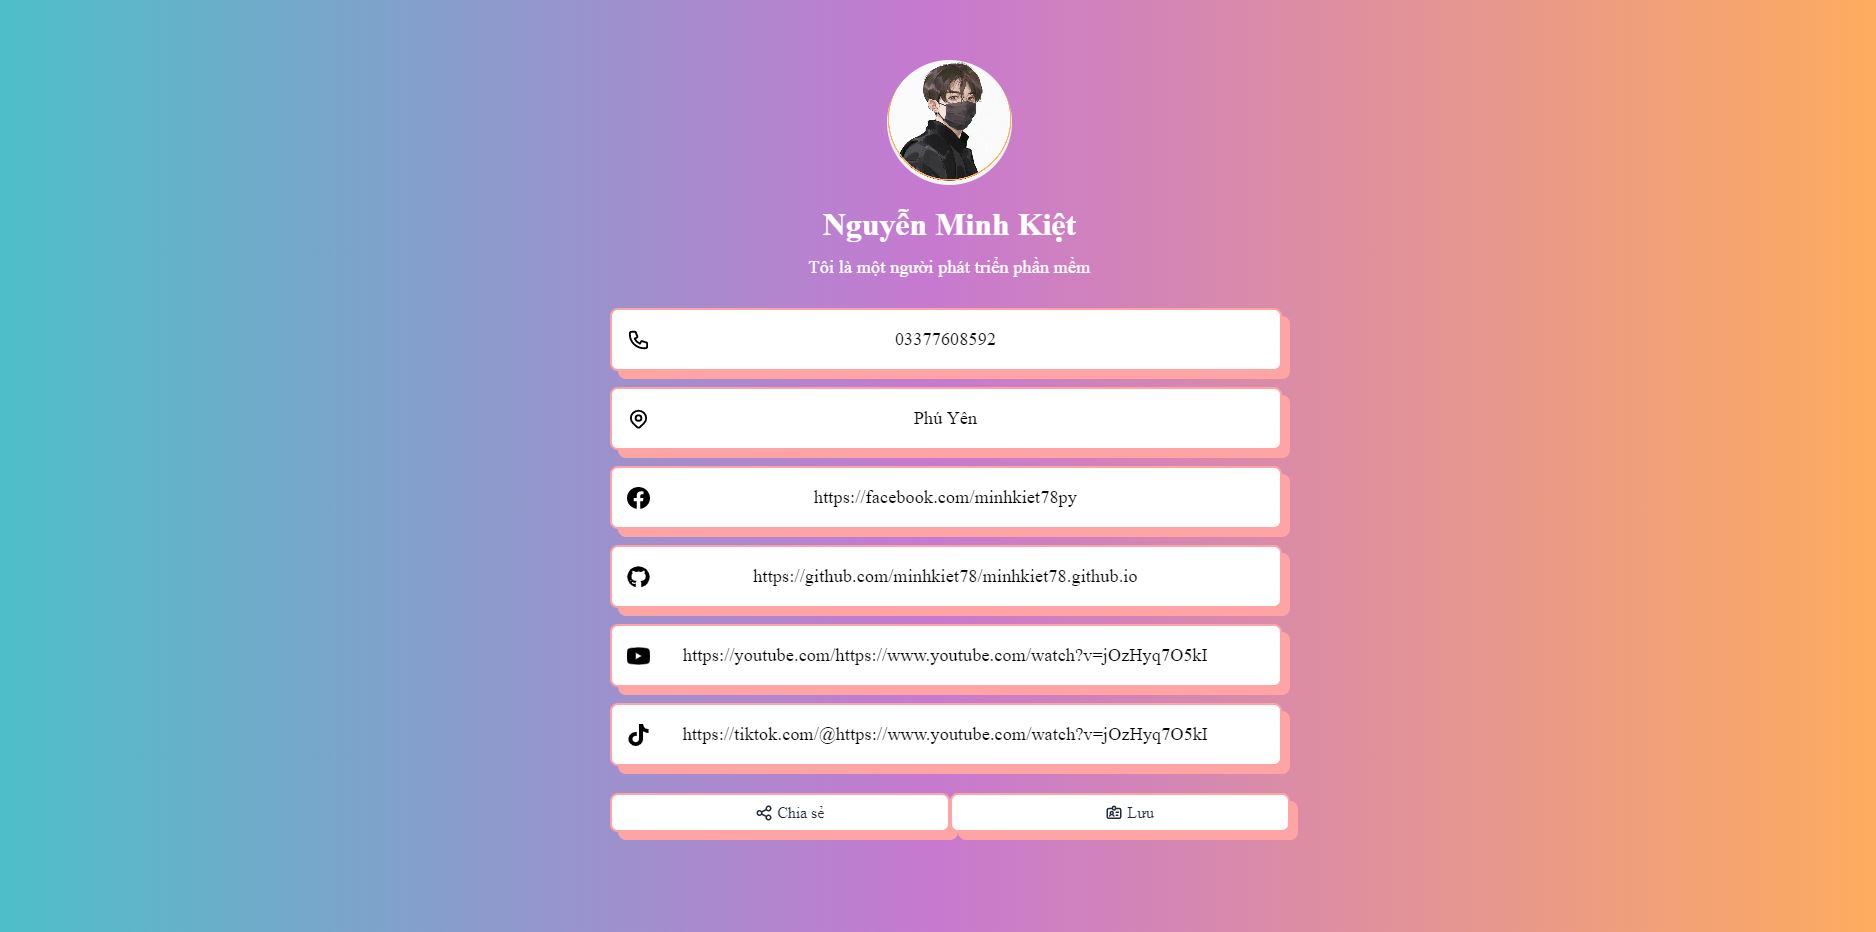 Nguyễn Minh Kiệt
Tôi là một người phát triển phần mềm
03377608592
Phú Yên
https://facebook.com/minhkiet78py
https://github.com/minhkiet78/minhkiet78.github.io
https://youtube.com/https://www.youtube.com/watch?v=jOzHyq7O5kI
https://tiktok.com/@https://www.youtube.com/watch?v=jOzHyq7O5kI
Chia sẻ
Lưu